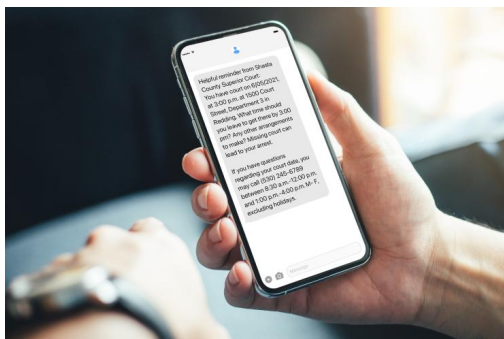 Helpful reminder from Shasta
County Superior Court:
You have court on 6/05/2021,
at 3:00 p.m. at 1500 Court
Street, Department 3 in
Redding. What time should
you leave to get there by 3:00
pm? Any other arrangements
to make? Missing court can
lead to your arrest.
If you have questions
regarding your court date, you
may call (530) 245-6789
between 8:30 a.m.-12:00 p.m.
and 1:00 p.m.-4:00 p.m. M- F,
excluding holidays.
Message